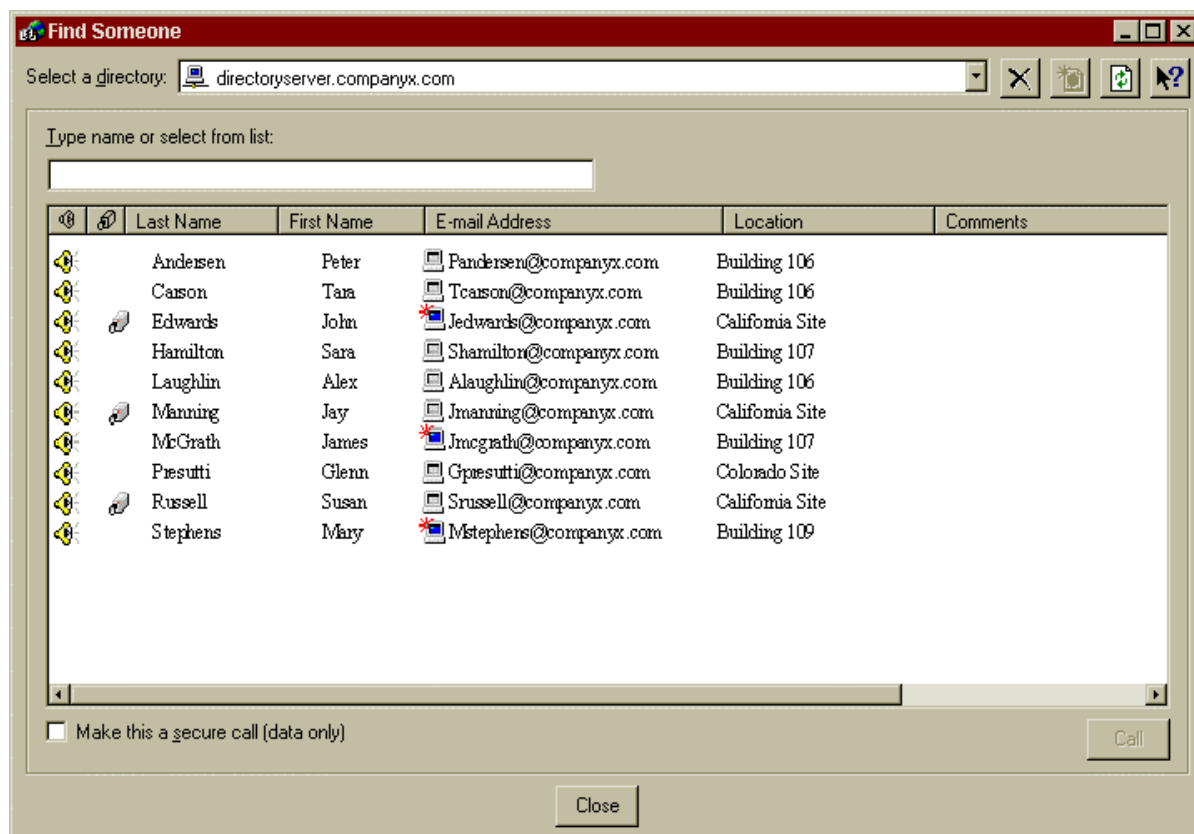 Find Someone
Select a directory: directoryserver.companyx.com
Type name or select from list:
Last Name First Name E-mail Address Location Comments
Andersen Peter Pandersen@companyx.com Building 106
Carson Tara Tcarson@companyx.com Building 106
Edwards John Jedwards@companyx.com California Site
Hamilton Sara Shamilton@companyx.com Building 107
Laughlin Alex Alaughlin@companyx.com Building 106
Manning Jay Jmanning@companyx.com California Site
McGrath James Jmcgrath@companyx.com Building 107
Presutti Glenn Gpresutti@companyx.com Colorado Site
Russell Susan Srussell@companyx.com California Site
Stephens Mary Mstephens@companyx.com Building 109
Make this a secure call (data only) Call
Close